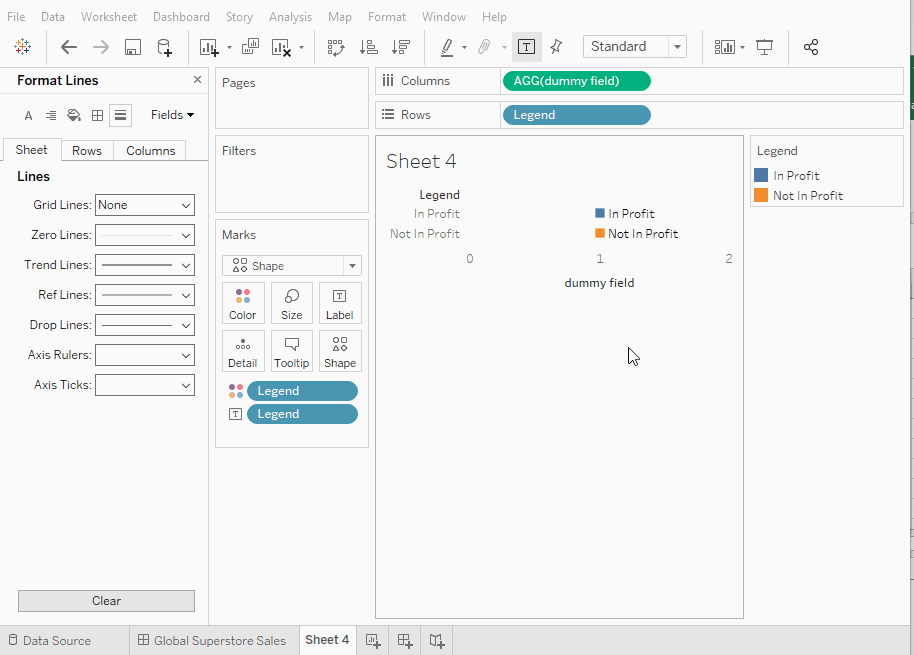 File Data Worksheet Dashboard Story Analysis Map Format Window Help
T Standard
Format Lines
A Fields
Sheet Rows Columns
Lines
Grid Lines: None
Zero Lines:
Trend Lines:
Ref Lines:
Drop Lines:
Axis Rulers:
Axis Ticks:
Clear
Pages
Filters
Marks
Shape
Color Size Label
Detail Tooltip Shape
Legend
T Legend
Columns AGG(dummy field)
Rows Legend
Sheet 4
Legend
In Profit In Profit
Not In Profit Not In Profit
0 1 2
dummy field
Legend
In Profit
Not In Profit
Data Source Global Superstore Sales Sheet 4